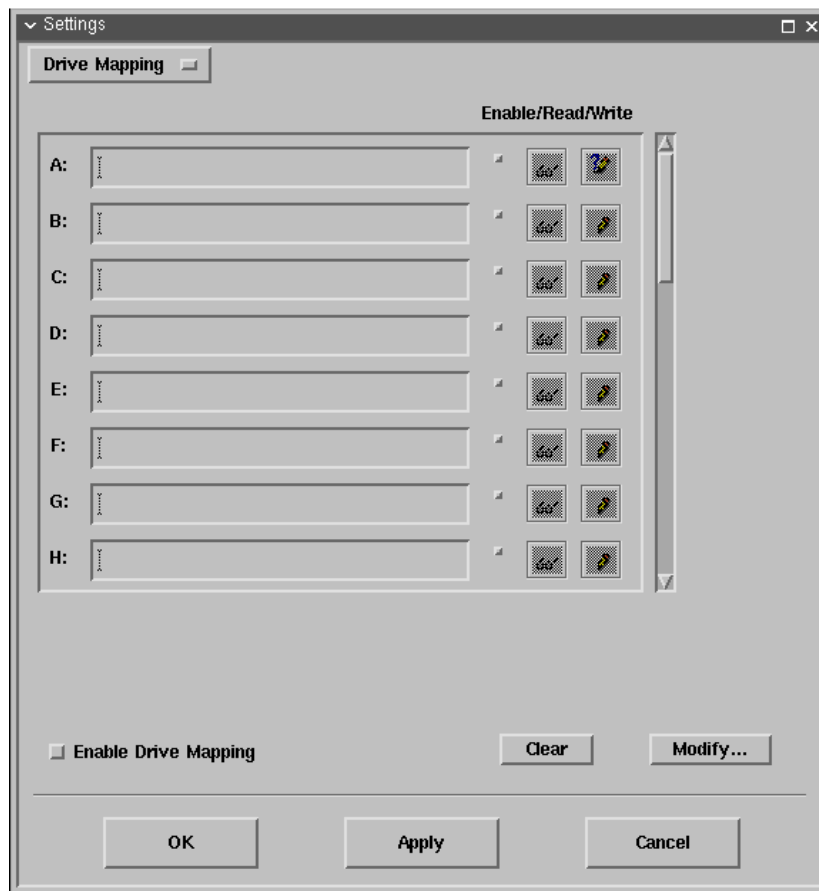 Settings
Drive Mapping
Enable/Read/Write
A:
B:
C:
D:
E:
F:
G:
H:
Enable Drive Mapping
Clear
Modify...
OK
Apply
Cancel